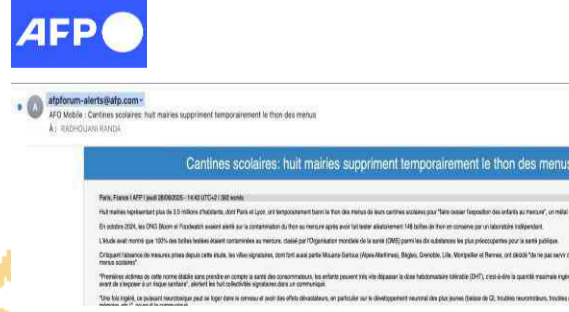 AFP
afpforum-alerts@afp.com
AFO Mobile : Cantines scolaires: huit mairies suppriment temporairement le thon des menus
À : RADHOUANI RANDA
Cantines scolaires: huit mairies suppriment temporairement le thon des menus
Paris, France | AFP | jeudi 28/08/2025 - 14:42 UTC+2 | 382 words
Huit mairies représentant plus de 3.5 millions d'habitants, dont Paris et Lyon, ont temporairement banni le thon des menus de leurs cantines scolaires pour "faire cesser l'exposition des enfants au mercure", un métal
En octobre 2024, les ONG Bloom et Foodwatch avaient alerté sur la contamination du thon au mercure après avoir fait tester aléatoirement 148 boîtes de thon en conserve par un laboratoire indépendant.
L'étude avait montré que 100% des boîtes testées étaient contaminées au mercure, classé par l'Organisation mondiale de la santé (OMS) parmi les dix substances les plus préoccupantes pour la santé publique.
Critiquant l'absence de mesures prises depuis cette étude, les villes signataires, dont font aussi partie Mouans-Sartoux (Alpes-Maritimes), Bègles, Grenoble, Lille, Montpellier et Rennes, ont décidé "de ne pas servir
menus scolaires".
"Premières victimes de cette norme établie sans prendre en compte la santé des consommateurs, les enfants peuvent très vite dépasser la dose hebdomadaire tolérable (DHT), c'est-à-dire la quantité maximale
avant de s'exposer à un risque sanitaire", alertent les huit collectivités signataires dans un communiqué.
"Une fois ingéré, ce puissant neurotoxique peut se loger dans le cerveau et avoir des effets dévastateurs, en particulier sur le développement neuronal des plus jeunes (baisse de QI, troubles neuromoteurs, troubles